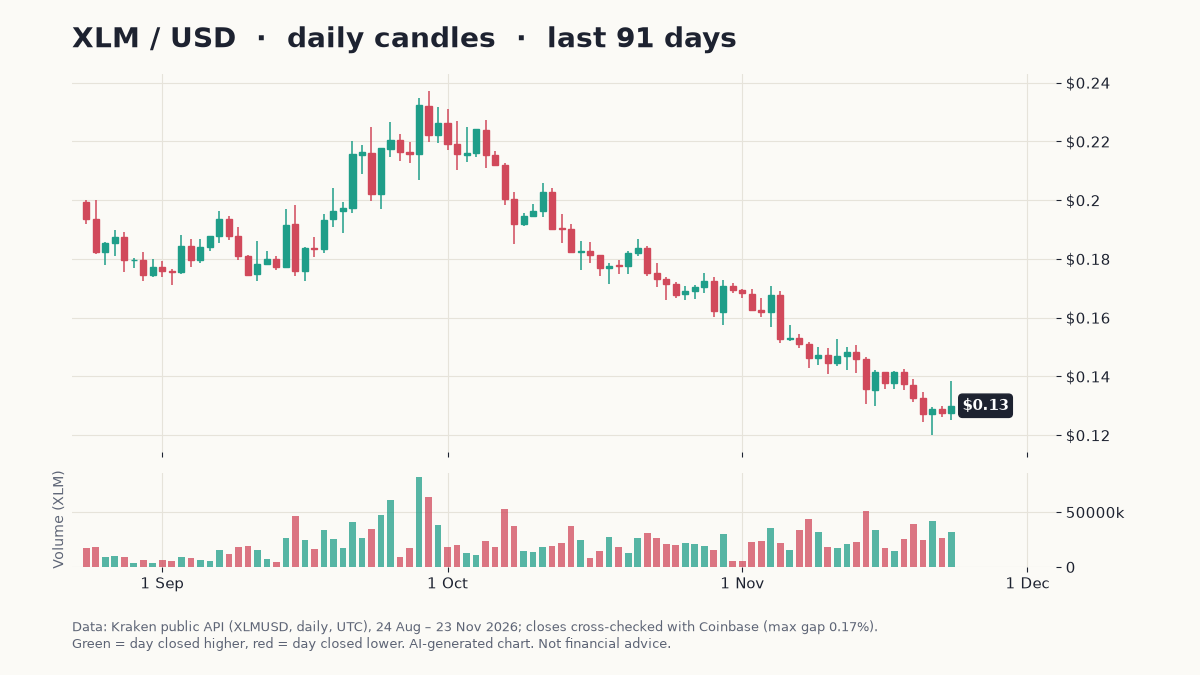 XLM / USD · daily candles · last 91 days
$0.24
$0.22
$0.2
$0.18
$0.16
$0.14
$0.13
$0.12
Volume (XLM)
50000k
0
1 Sep 1 Oct 1 Nov 1 Dec
Data: Kraken public API (XLMUSD, daily, UTC), 24 Aug – 23 Nov 2026; closes cross-checked with Coinbase (max gap 0.17%).
Green = day closed higher, red = day closed lower. AI-generated chart. Not financial advice.